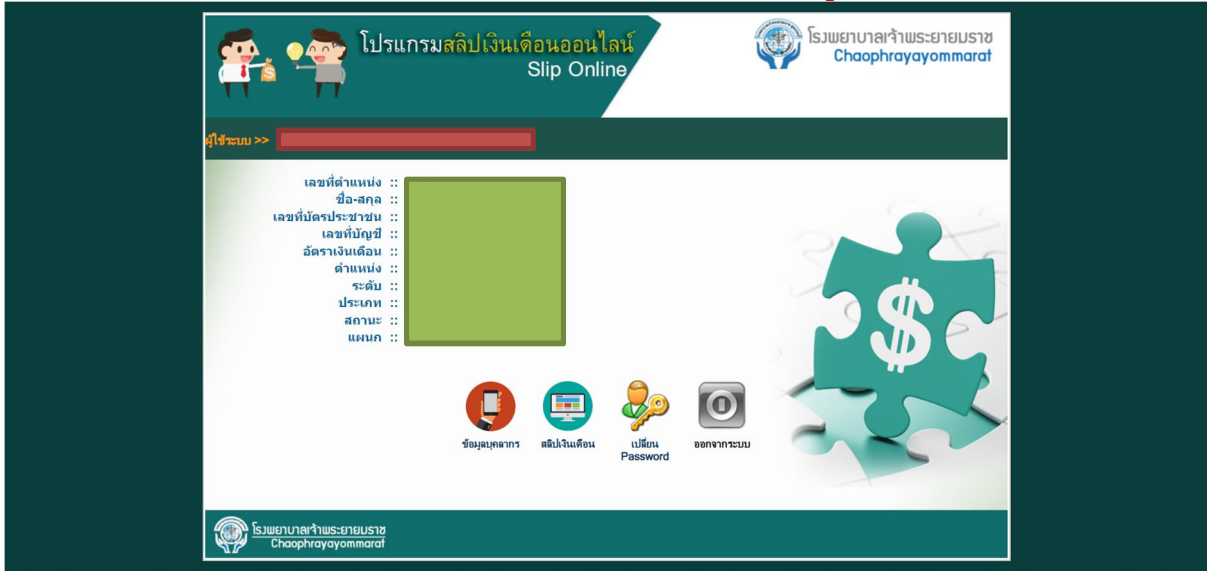 โปรแกรมสลิปเงินเดือนออนไลน์
Slip Online
โรงพยาบาลเจ้าพระยายมราช
Chaophrayayommarat
ผู้ใช้ระบบ >>
เลขที่ตำแหน่ง ::
ชื่อ-สกุล ::
เลขที่บัตรประชาชน ::
เลขที่บัญชี ::
อัตราเงินเดือน ::
ตำแหน่ง ::
ระดับ ::
ประเภท ::
สถานะ ::
แผนก ::
$
ข้อมูลบุคลากร
สลิปเงินเดือน
เปลี่ยน
Password
ออกจากระบบ
โรงพยาบาลเจ้าพระยายมราช
Chaophrayayommarat